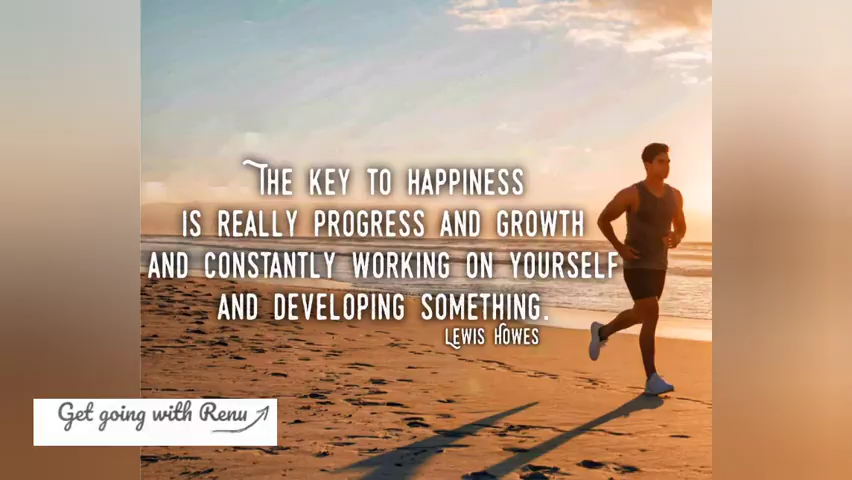 The key to happiness
is really progress and growth
and constantly working on yourself
and developing something.
Lewis Howes
Get going with Renu